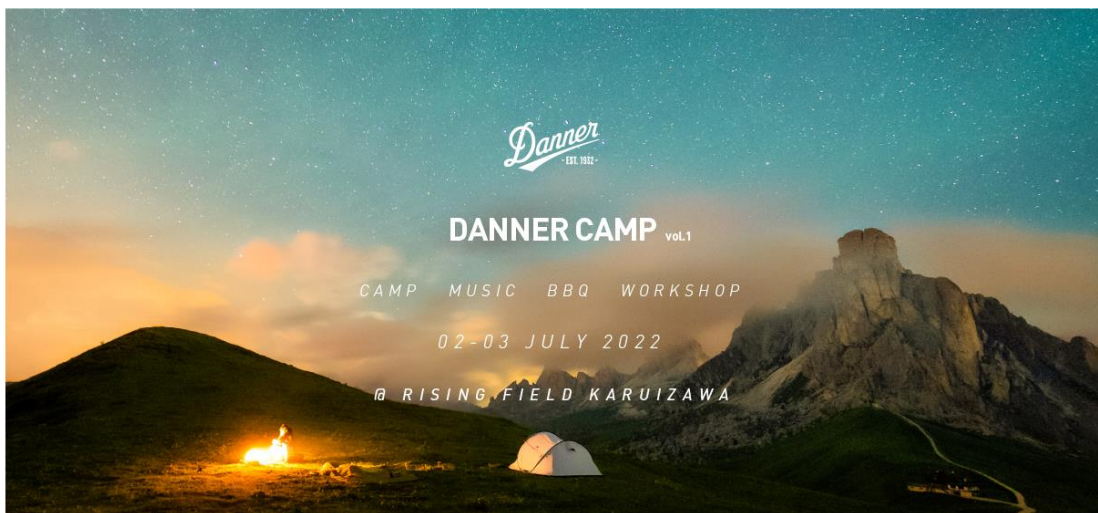 Danner
- EST. 1932 -
DANNER CAMP vol.1
CAMP MUSIC BBQ WORKSHOP
02-03 JULY 2022
@ RISING FIELD KARUIZAWA